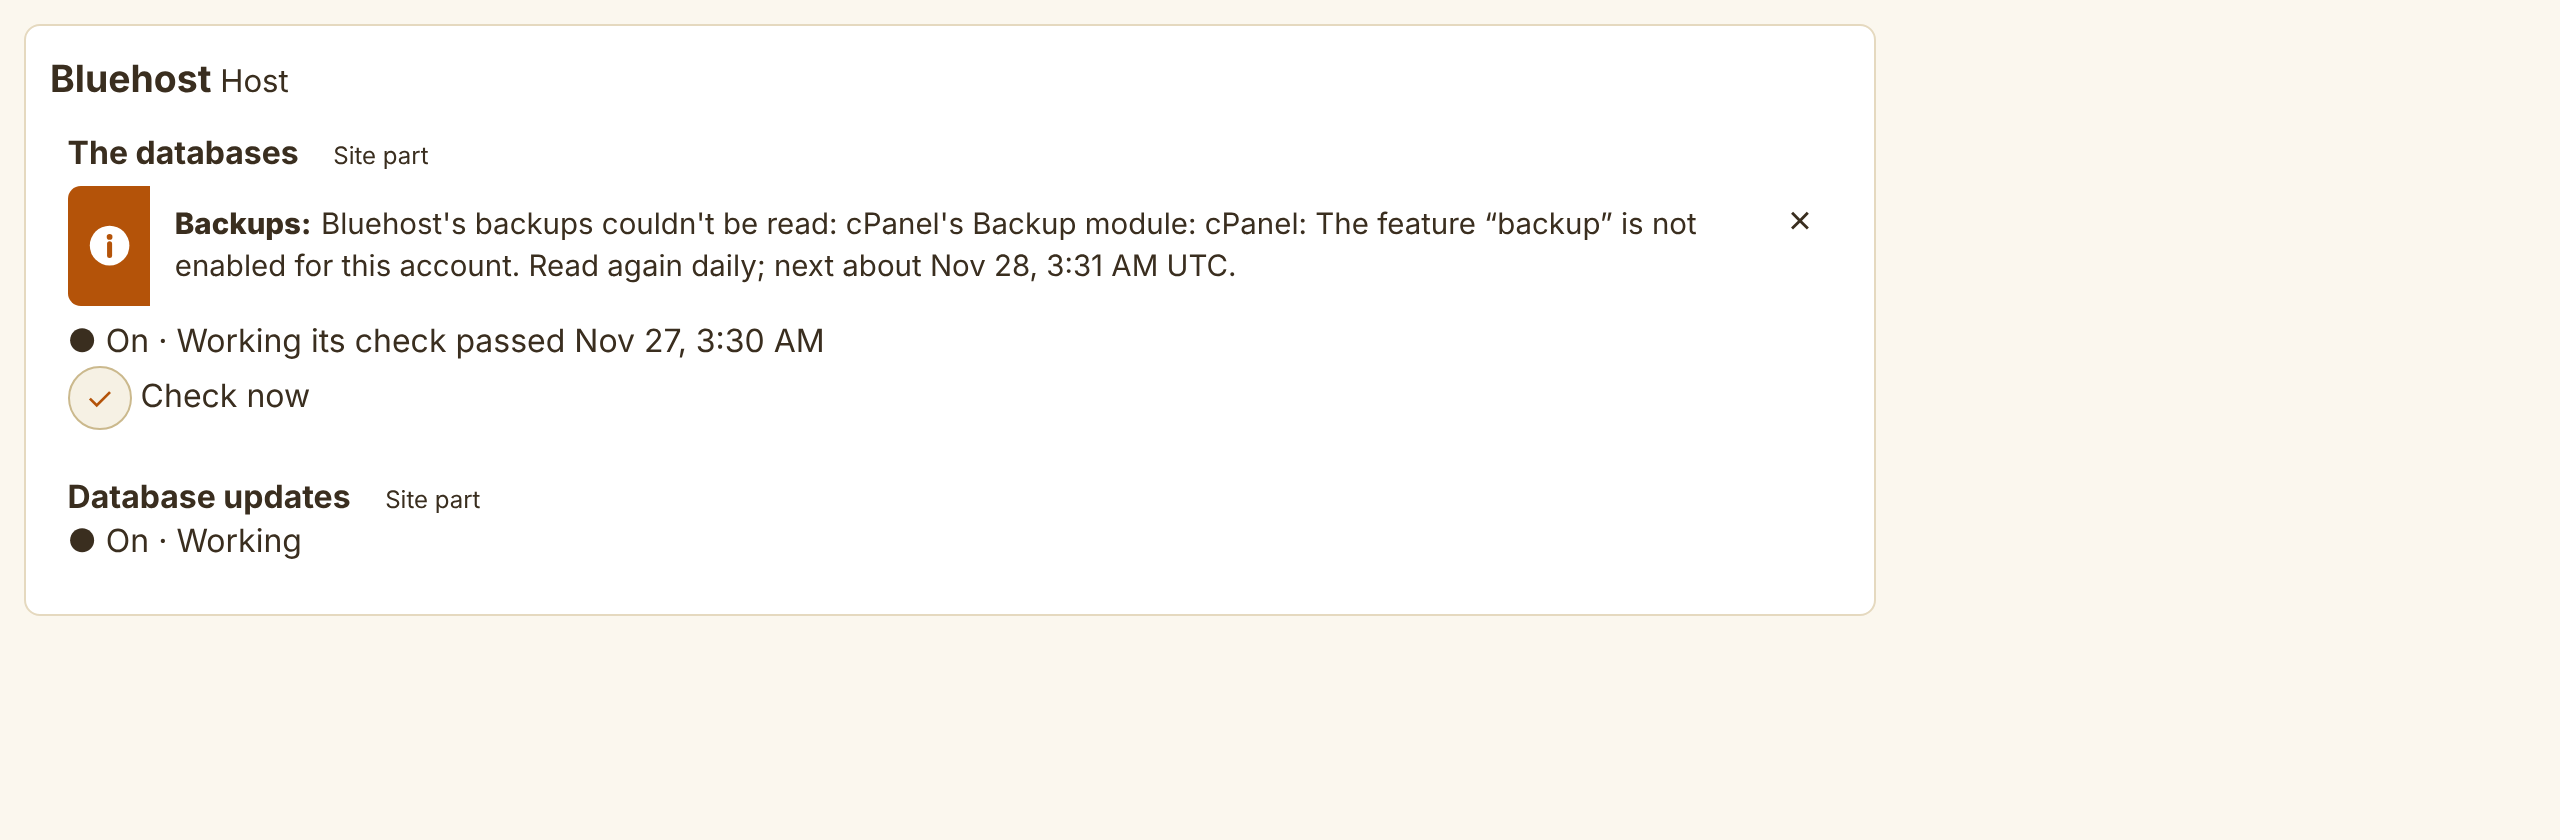 Bluehost Host
The databases Site part
Backups: Bluehost's backups couldn't be read: cPanel's Backup module: cPanel: The feature “backup” is not
enabled for this account. Read again daily; next about Nov 28, 3:31 AM UTC.
On · Working its check passed Nov 27, 3:30 AM
Check now
Database updates Site part
On · Working